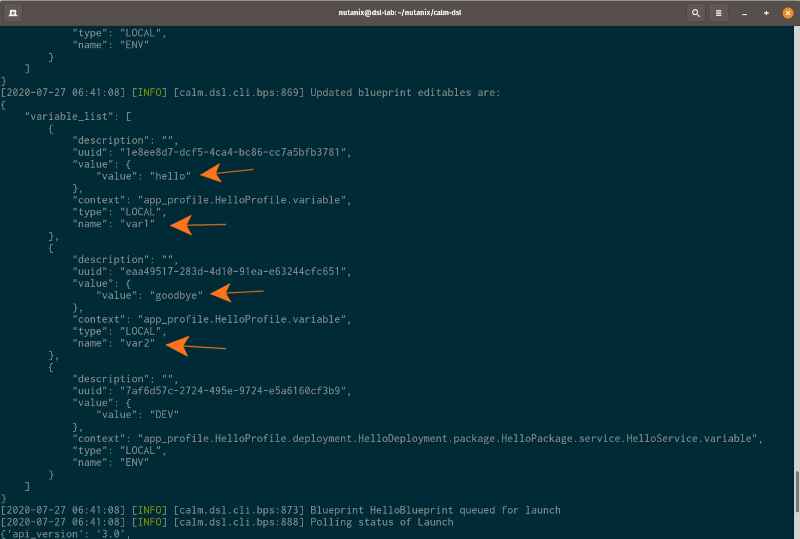 nutanix@dsl-lab: ~/nutanix/calm-dsl
"type": "LOCAL",
"name": "ENV"
}
]
}
[2020-07-27 06:41:08] [INFO] [calm.dsl.cli.bps:869] Updated blueprint editables are:
{
"variable_list": [
{
"description": "",
"uuid": "1e8ee8d7-dcf5-4ca4-bc86-cc7a5bfb3781",
"value": {
"value": "hello"
},
"context": "app_profile.HelloProfile.variable",
"type": "LOCAL",
"name": "var1"
},
{
"description": "",
"uuid": "eaa49517-283d-4d10-91ea-e63244cfc651",
"value": {
"value": "goodbye"
},
"context": "app_profile.HelloProfile.variable",
"type": "LOCAL",
"name": "var2"
},
{
"description": "",
"uuid": "7af6d57c-2724-495e-9724-e5a6160cf3b9",
"value": {
"value": "DEV"
},
"context": "app_profile.HelloProfile.deployment.HelloDeployment.package.HelloPackage.service.HelloService.variable",
"type": "LOCAL",
"name": "ENV"
}
]
}
[2020-07-27 06:41:08] [INFO] [calm.dsl.cli.bps:873] Blueprint HelloBlueprint queued for launch
[2020-07-27 06:41:08] [INFO] [calm.dsl.cli.bps:888] Polling status of Launch
{'api_version': '3.0',